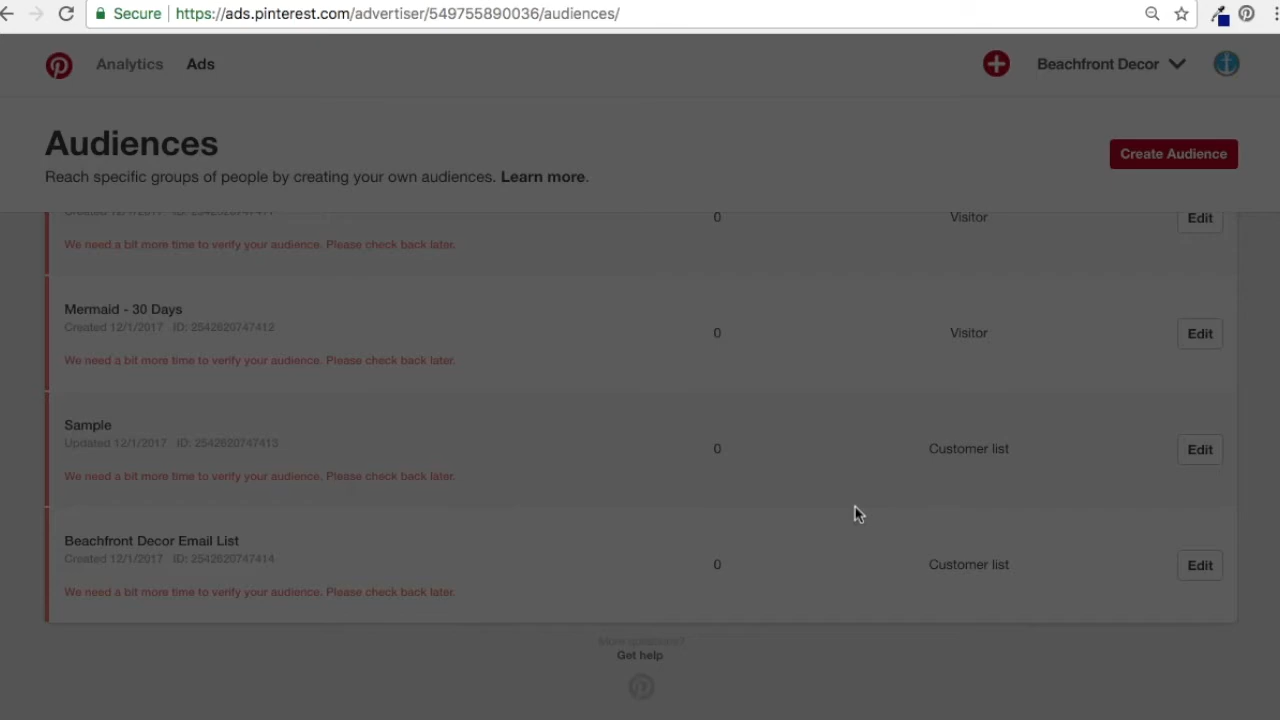 Secure https://ads.pinterest.com/advertiser/549755890036/audiences/
Analytics Ads Beachfront Decor
Audiences
Create Audience
Reach specific groups of people by creating your own audiences. Learn more.
0 Visitor Edit
We need a bit more time to verify your audience. Please check back later.
Mermaid - 30 Days
Created 12/1/2017 ID: 2542620747412
0 Visitor Edit
We need a bit more time to verify your audience. Please check back later.
Sample
Updated 12/1/2017 ID: 2542620747413
0 Customer list Edit
We need a bit more time to verify your audience. Please check back later.
Beachfront Decor Email List
Created 12/1/2017 ID: 2542620747414
0 Customer list Edit
We need a bit more time to verify your audience. Please check back later.
More questions?
Get help